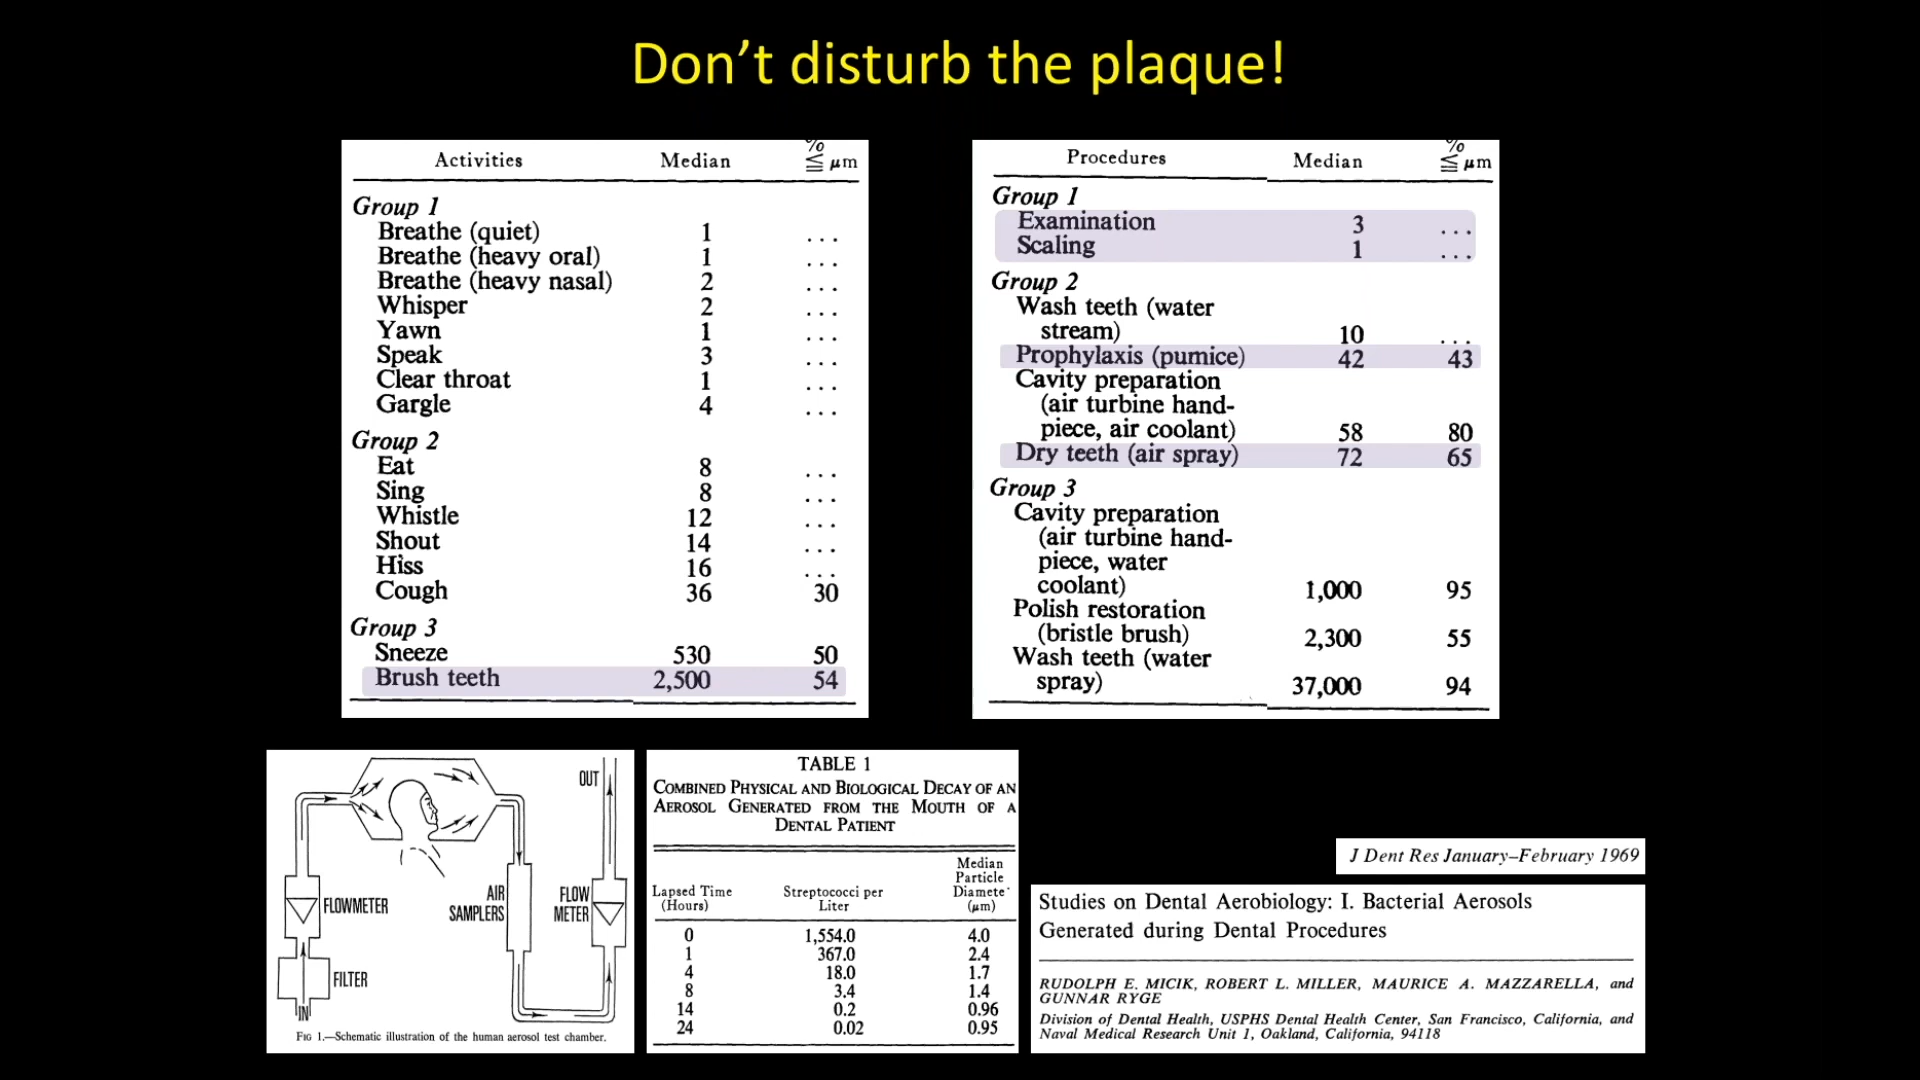 Don’t disturb the plaque!
Activities Median % ≦ μm
Group 1
Breathe (quiet) 1 ...
Breathe (heavy oral) 1 ...
Breathe (heavy nasal) 2 ...
Whisper 2 ...
Yawn 1 ...
Speak 3 ...
Clear throat 1 ...
Gargle 4 ...
Group 2
Eat 8 ...
Sing 8 ...
Whistle 12 ...
Shout 14 ...
Hiss 16 ...
Cough 36 30
Group 3
Sneeze 530 50
Brush teeth 2,500 54
Procedures Median % ≦ μm
Group 1
Examination 3 ...
Scaling 1 ...
Group 2
Wash teeth (water
stream) 10 ...
Prophylaxis (pumice) 42 43
Cavity preparation
(air turbine hand-
piece, air coolant) 58 80
Dry teeth (air spray) 72 65
Group 3
Cavity preparation
(air turbine hand-
piece, water
coolant) 1,000 95
Polish restoration
(bristle brush) 2,300 55
Wash teeth (water
spray) 37,000 94
OUT
AIR
SAMPLERS
FLOW
METER
FLOWMETER
FILTER
IN
FIG 1.—Schematic illustration of the human aerosol test chamber.
TABLE 1
COMBINED PHYSICAL AND BIOLOGICAL DECAY OF AN
AEROSOL GENERATED FROM THE MOUTH OF A
DENTAL PATIENT
Lapsed Time
(Hours)
Streptococci per
Liter
Median
Particle
Diamete
(μm)
0 1,554.0 4.0
1 367.0 2.4
4 18.0 1.7
8 3.4 1.4
14 0.2 0.96
24 0.02 0.95
J Dent Res January–February 1969
Studies on Dental Aerobiology: I. Bacterial Aerosols
Generated during Dental Procedures
RUDOLPH E. MICIK, ROBERT L. MILLER, MAURICE A. MAZZARELLA, and
GUNNAR RYGE
Division of Dental Health, USPHS Dental Health Center, San Francisco, California, and
Naval Medical Research Unit 1, Oakland, California, 94118